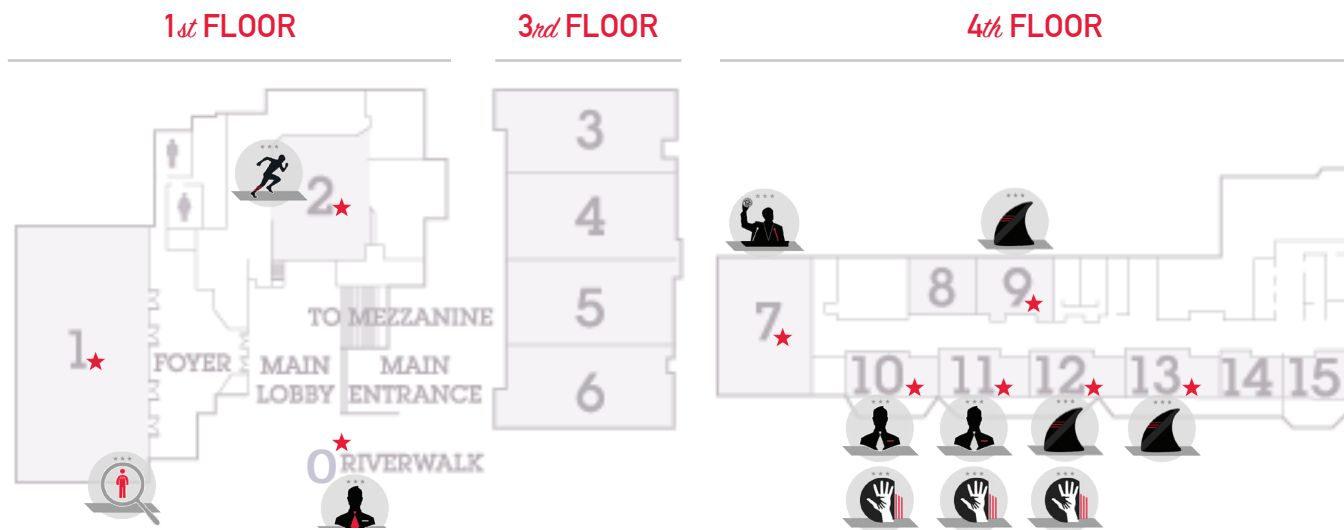 1st FLOOR
3rd FLOOR
4th FLOOR
3
2
4
8
9
5
7
TO MEZZANINE
1
FOYER
MAIN LOBBY
MAIN ENTRANCE
6
10
11
12
13
14
15
0 RIVERWALK